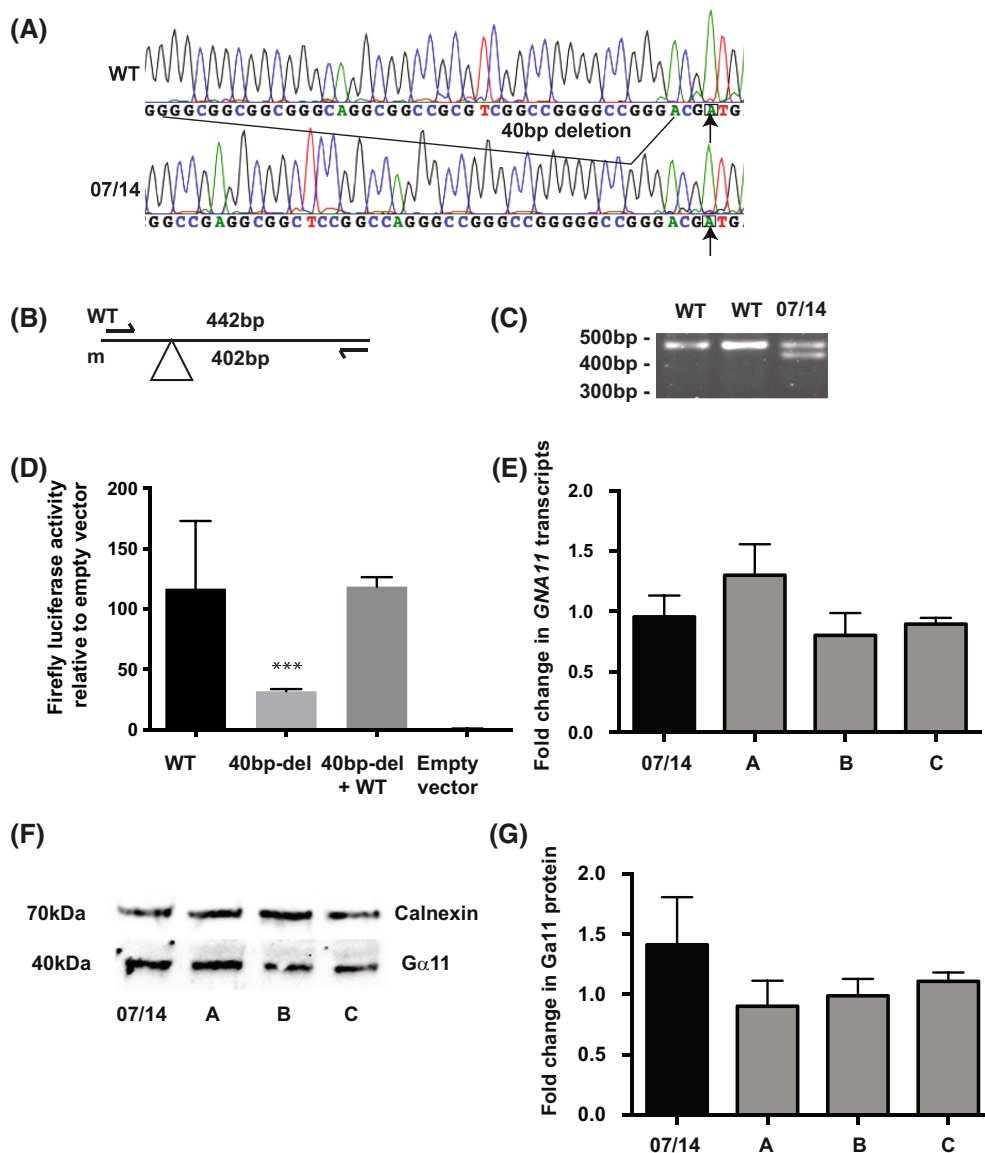 (A)
WT
GGGGCGGCGGCGGGCAGGCGGCCGCGTCGGCCGGGGCCGGGACGATG
40bp deletion
07/14
GGCCGAGGCGGCTCCGGCCAGGGCCGGGCCGGGGGCCGGGACGATG
(B)
WT
442bp
m
402bp
(C)
WT WT 07/14
500bp -
400bp -
300bp -
(D)
Firefly luciferase activity
relative to empty vector
200
150
100
50
0
***
WT 40bp-del 40bp-del + WT Empty vector
(E)
Fold change in GNA11 transcripts
2.0
1.5
1.0
0.5
0.0
07/14 A B C
(F)
70kDa Calnexin
40kDa Gα11
07/14 A B C
(G)
Fold change in Ga11 protein
2.0
1.5
1.0
0.5
0.0
07/14 A B C